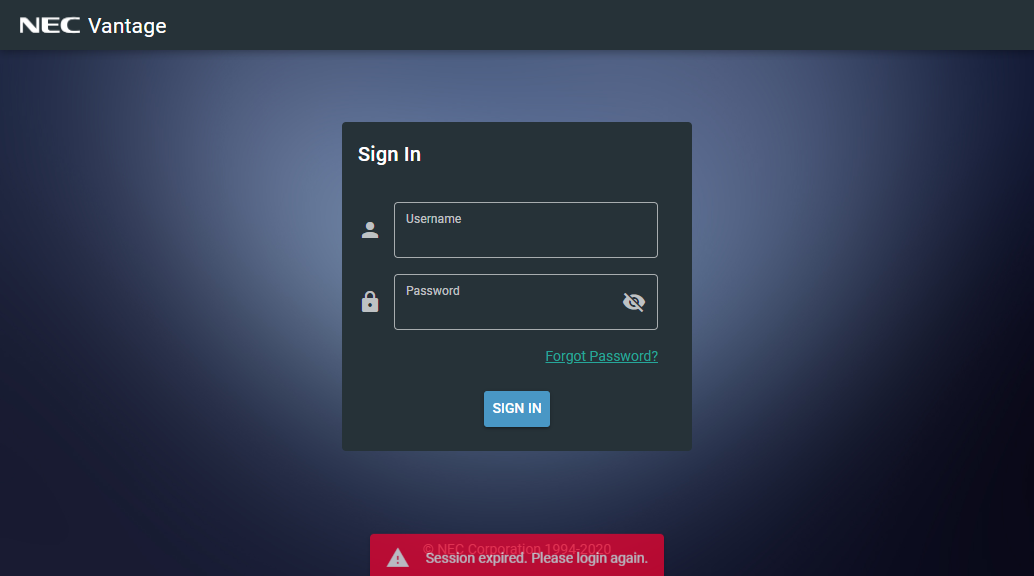 NEC Vantage
Sign In
Username
Password
Forgot Password?
SIGN IN
© NEC Corporation 1994-2020
Session expired. Please login again.